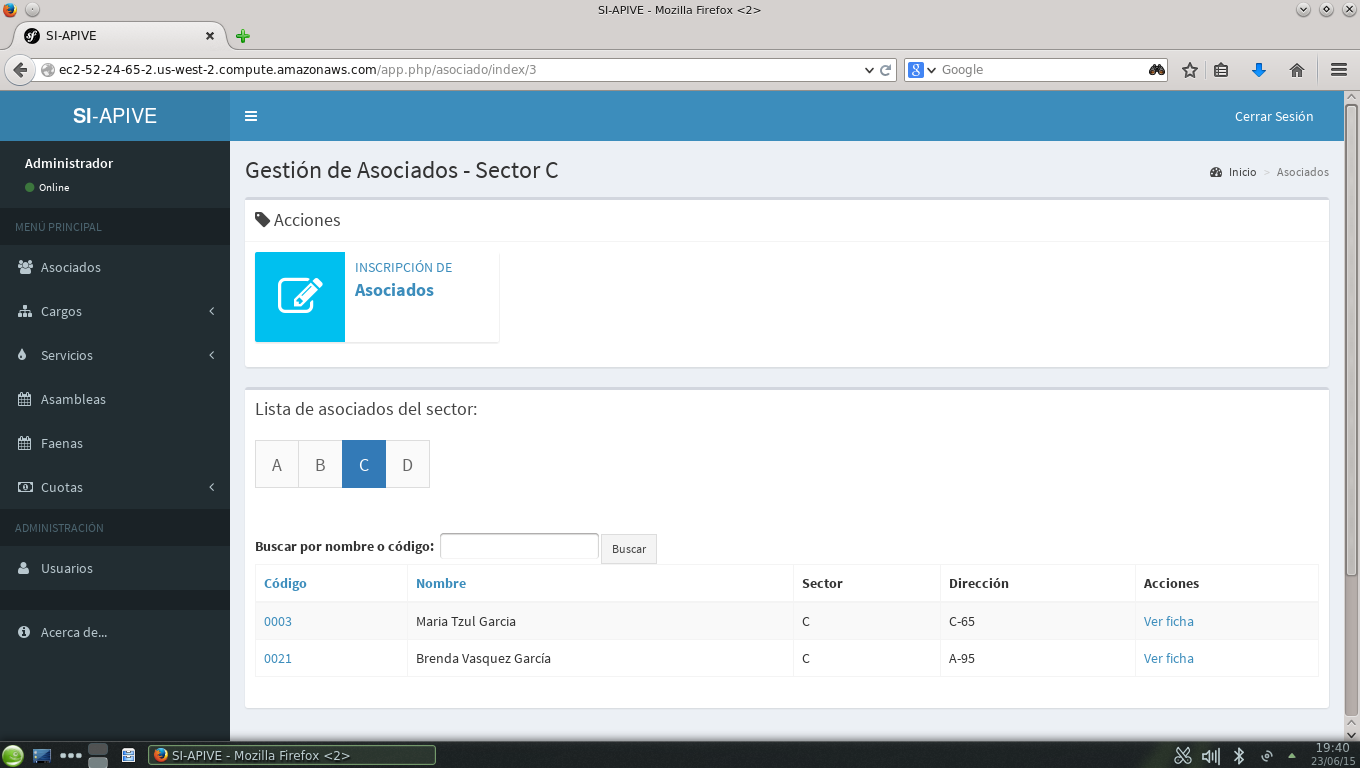 SI-APIVE - Mozilla Firefox <2>
SI-APIVE
ec2-52-24-65-2.us-west-2.compute.amazonaws.com/app.php/asociado/index/3
Google
SI-APIVE
Cerrar Sesión
Administrador
Online
MENÚ PRINCIPAL
Asociados
Cargos
Servicios
Asambleas
Faenas
Cuotas
ADMINISTRACIÓN
Usuarios
Acerca de...
Gestión de Asociados - Sector C
Inicio > Asociados
Acciones
INSCRIPCIÓN DE
Asociados
Lista de asociados del sector:
A B C D
Buscar por nombre o código: Buscar
Código Nombre Sector Dirección Acciones
0003 Maria Tzul Garcia C C-65 Ver ficha
0021 Brenda Vasquez García C A-95 Ver ficha
SI-APIVE - Mozilla Firefox <2>
19:40
23/06/15